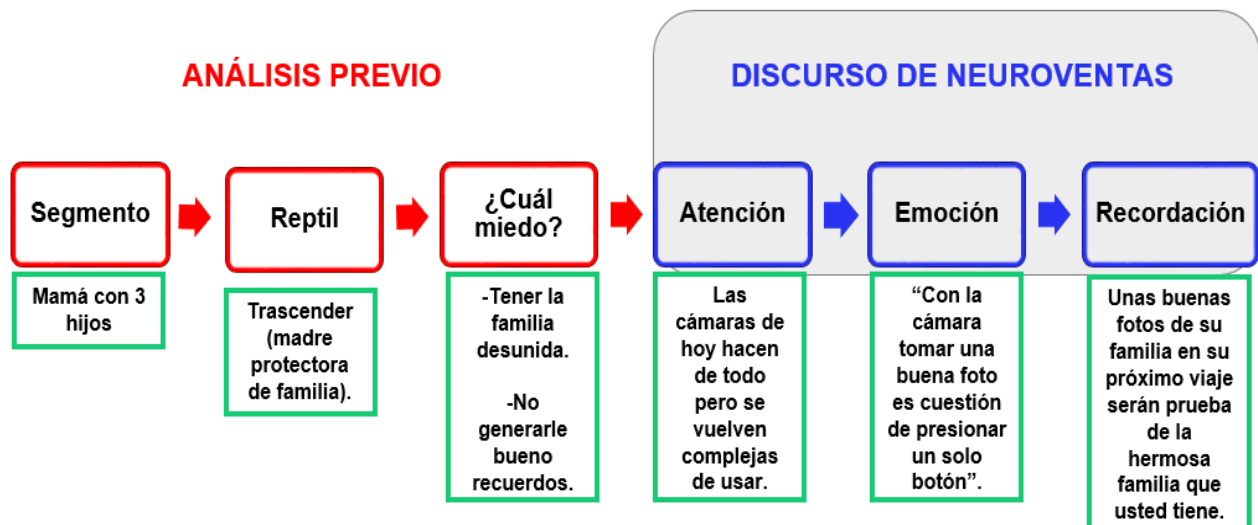 ANÁLISIS PREVIO
DISCURSO DE NEUROVENTAS
Segmento
Reptil
¿Cuál
miedo?
Atención
Emoción
Recordación
Mamá con 3
hijos
Trascender
(madre
protectora
de familia).
-Tener la
familia
desunida.
-No
generarle
bueno
recuerdos.
Las
cámaras de
hoy hacen
de todo
pero se
vuelven
complejas
de usar.
“Con la
cámara
tomar una
buena foto
es cuestión
de presionar
un solo
botón”.
Unas buenas
fotos de su
familia en su
próximo viaje
serán prueba
de la
hermosa
familia que
usted tiene.